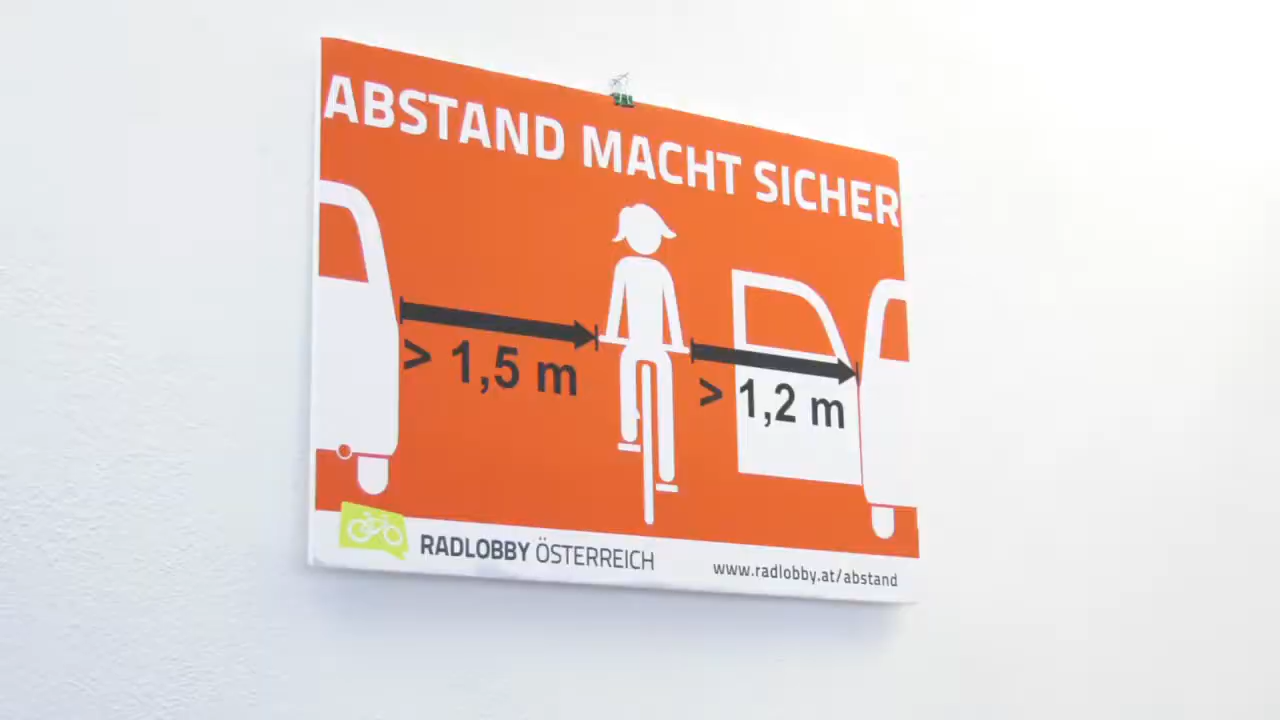 ABSTAND MACHT SICHER
> 1,5 m
> 1,2 m
RADLOBBY ÖSTERREICH
www.radlobby.at/abstand